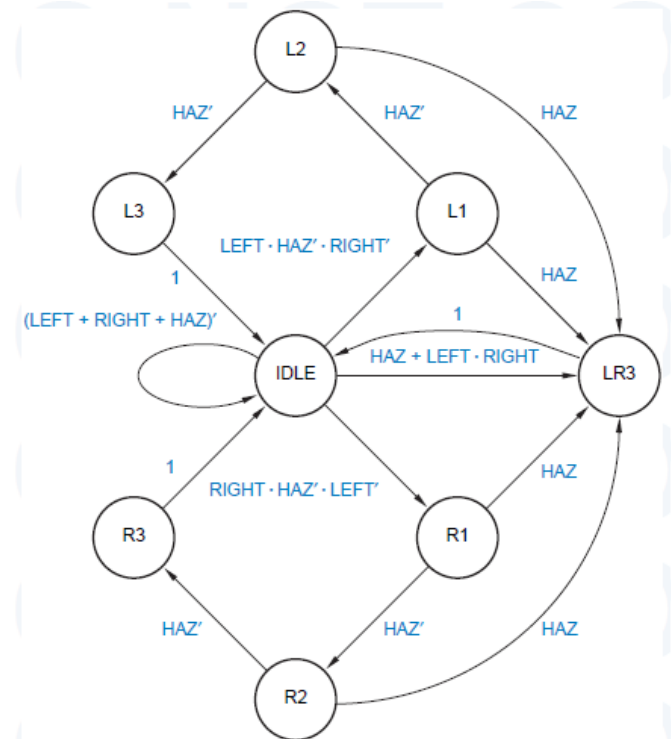 L2
HAZ′
HAZ′
HAZ
L3
L1
LEFT · HAZ′ · RIGHT′
1
HAZ
(LEFT + RIGHT + HAZ)′
1
HAZ + LEFT · RIGHT
IDLE
LR3
1
RIGHT · HAZ′ · LEFT′
HAZ
R3
R1
HAZ′
HAZ′
HAZ
R2